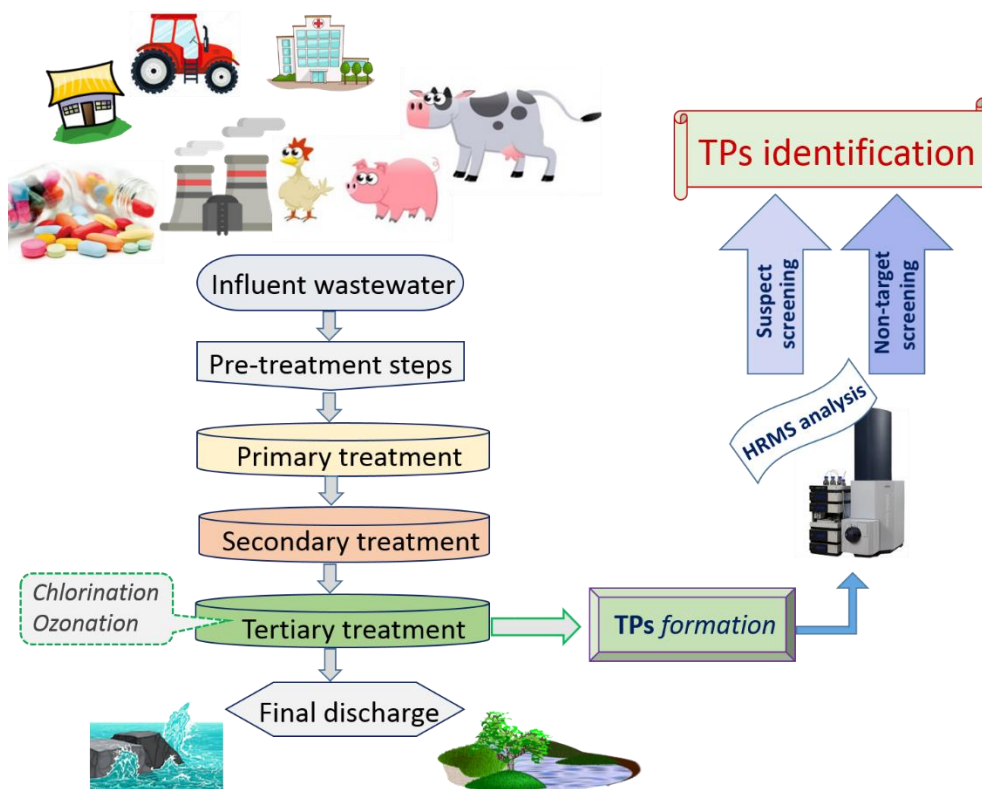 Influent wastewater
Pre-treatment steps
Primary treatment
Secondary treatment
Chlorination
Ozonation
Tertiary treatment
Final discharge
TPs formation
HRMS analysis
Suspect
screening
Non-target
screening
TPs identification